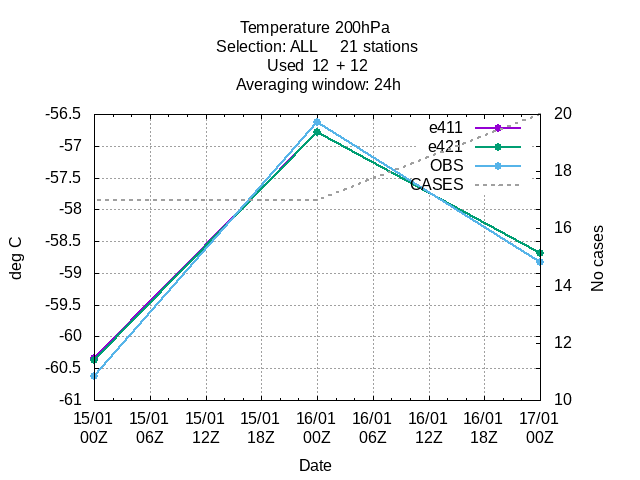 Temperature 200hPa
Selection: ALL     21 stations
Used  12  + 12
Averaging window: 24h
-56.5
-57
-57.5
-58
-58.5
-59
-59.5
-60
-60.5
-61
deg C
20
18
16
14
12
10
No cases
e411
e421
OBS
CASES
15/01 15/01 15/01 15/01 16/01 16/01 16/01 16/01 17/01
00Z 06Z 12Z 18Z 00Z 06Z 12Z 18Z 00Z
Date